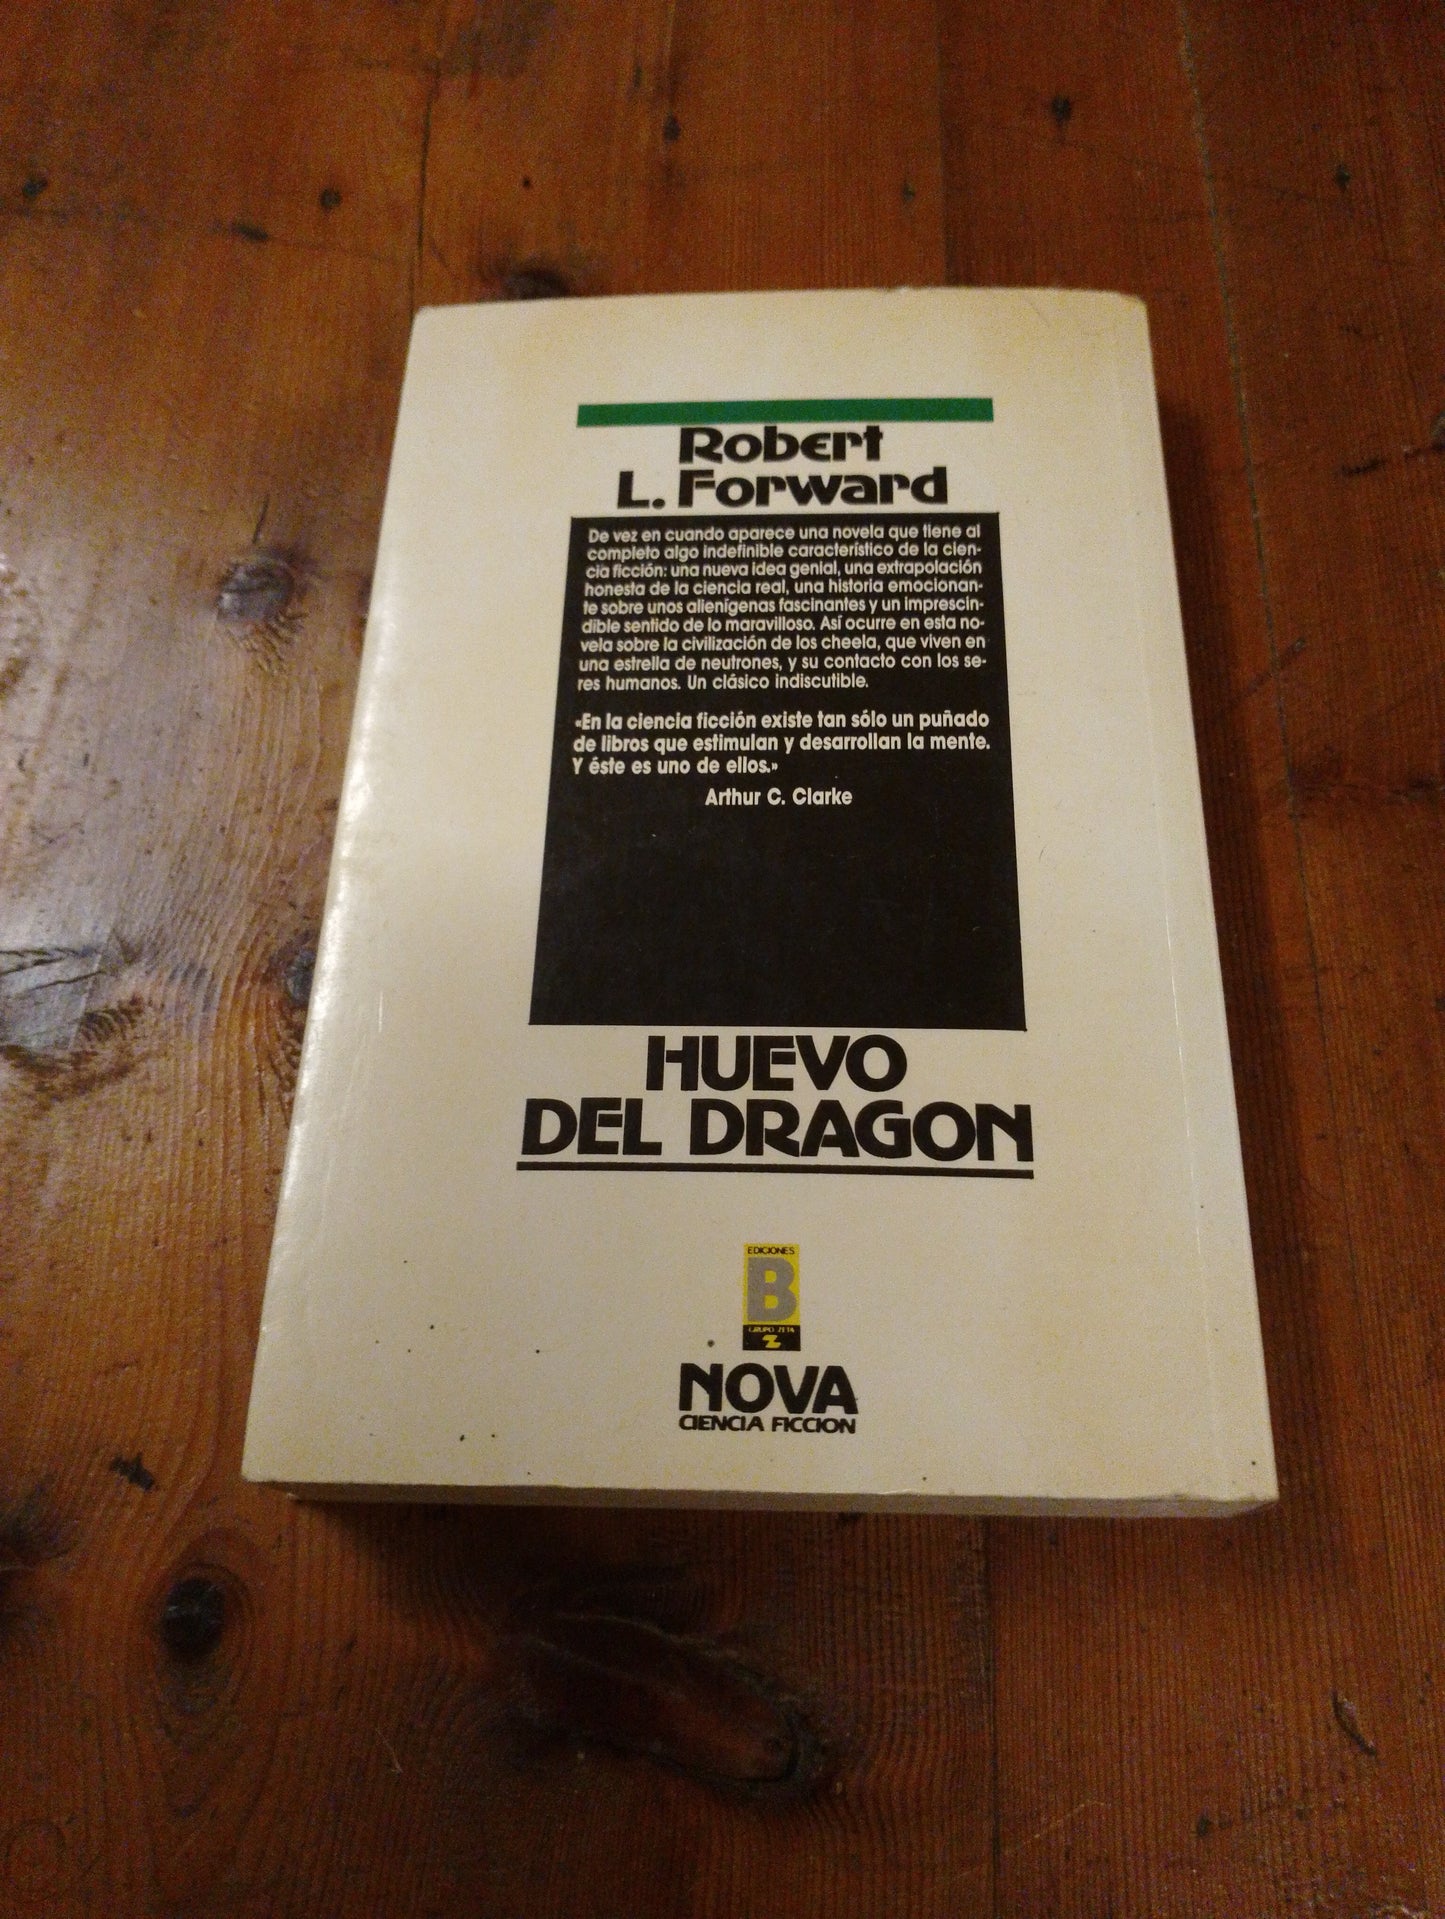 Robert
L. Forward
De vez en cuando aparece una novela que tiene al
completo algo indefinible característico de la cien-
cia ficción: una nueva idea genial, una extrapolación
honesta de la ciencia real, una historia emocionan-
te sobre unos alienígenas fascinantes y un imprescin-
dible sentido de lo maravilloso. Así ocurre en esta no-
vela sobre la civilización de los cheela, que viven en
una estrella de neutrones, y su contacto con los se-
res humanos. Un clásico indiscutible.
«En la ciencia ficción existe tan sólo un puñado
de libros que estimulan y desarrollan la mente.
Y éste es uno de ellos.»
Arthur C. Clarke
HUEVO
DEL DRAGON
EDICIONES
B
GRUPO ZETA
Z
NOVA
CIENCIA FICCION